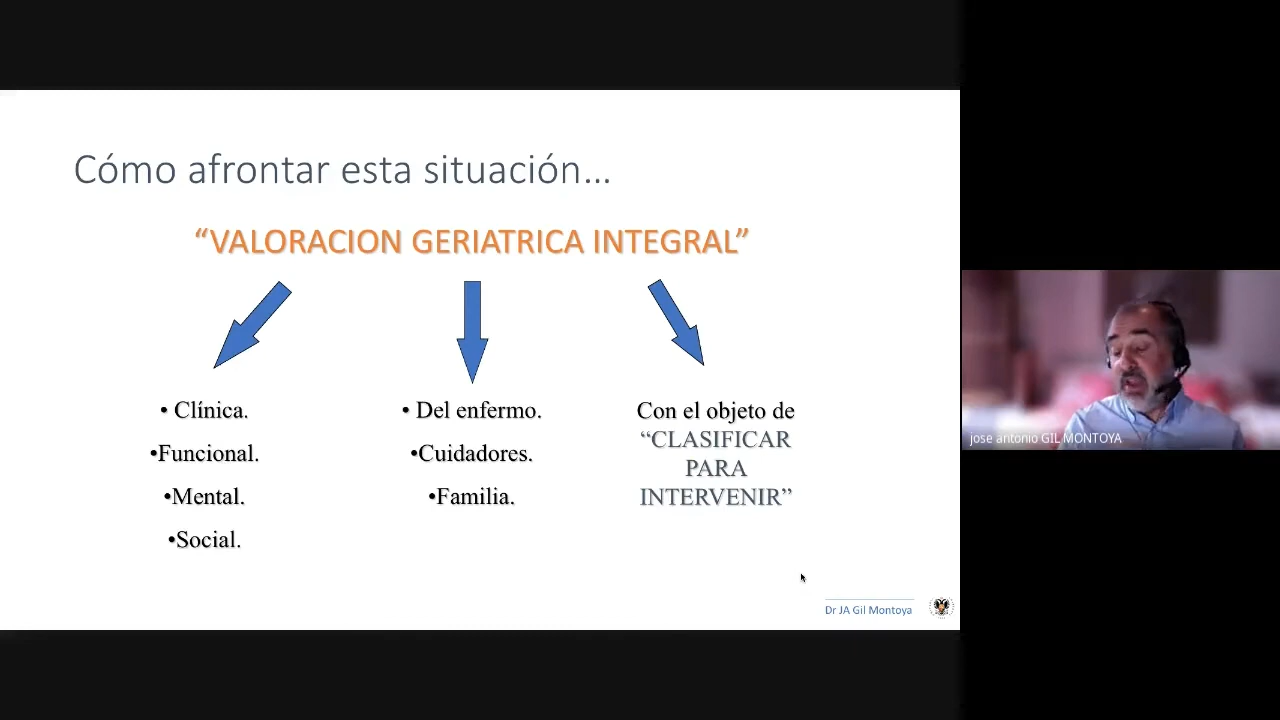 Cómo afrontar esta situación...
“VALORACION GERIATRICA INTEGRAL”
• Clínica.
•Funcional.
•Mental.
•Social.
• Del enfermo.
•Cuidadores.
•Familia.
Con el objeto de
“CLASIFICAR
PARA
INTERVENIR”
Dr JA Gil Montoya
jose antonio GIL MONTOYA